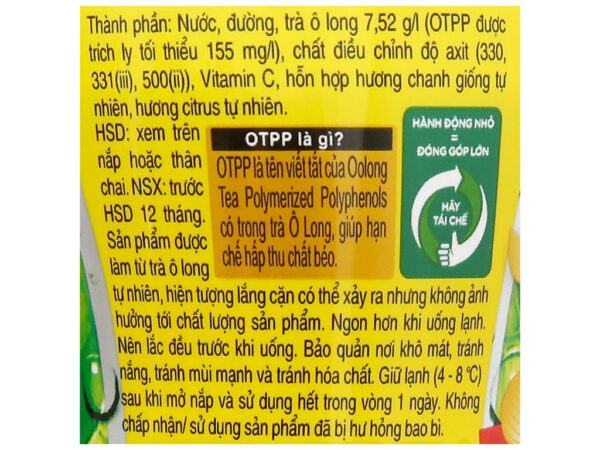 Thành phần: Nước, đường, trà ô long 7,52 g/l (OTPP được
trích ly tối thiểu 155 mg/l), chất điều chỉnh độ axit (330,
331(iii), 500(ii)), Vitamin C, hỗn hợp hương chanh giống tự
nhiên, hương citrus tự nhiên.
HSD: xem trên
nắp hoặc thân
chai. NSX: trước
HSD 12 tháng.
Sản phẩm được
làm từ trà ô long
OTPP là gì?
OTPP là tên viết tắt của Oolong
Tea Polymerized Polyphenols
có trong trà Ô Long, giúp hạn
chế hấp thu chất béo.
HÀNH ĐỘNG NHỎ
=
ĐÓNG GÓP LỚN
HÃY
TÁI CHẾ
tự nhiên, hiện tượng lắng cặn có thể xảy ra nhưng không ảnh
hưởng tới chất lượng sản phẩm. Ngon hơn khi uống lạnh.
Nên lắc đều trước khi uống. Bảo quản nơi khô mát, tránh
nắng, tránh mùi mạnh và tránh hóa chất. Giữ lạnh (4 - 8 °C)
sau khi mở nắp và sử dụng hết trong vòng 1 ngày. Không
chấp nhận/ sử dụng sản phẩm đã bị hư hỏng bao bì.